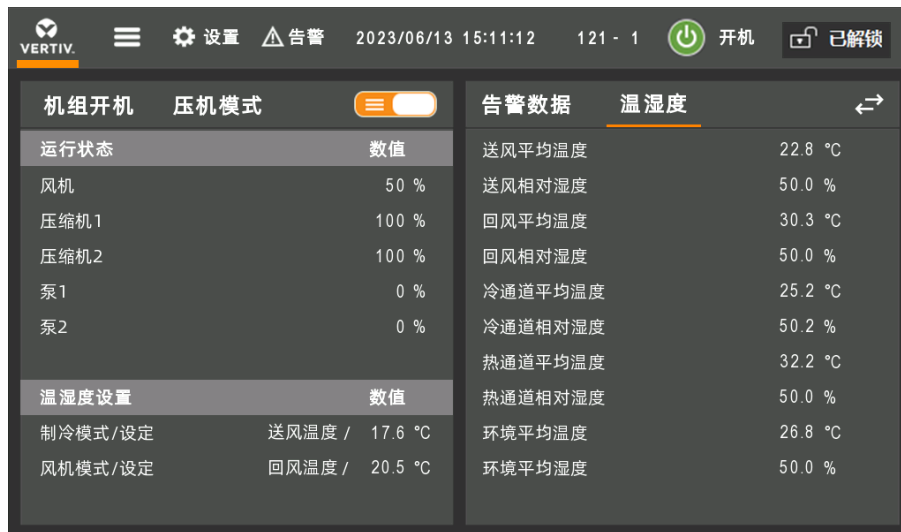 VERTIV. 设置 告警 2023/06/13 15:11:12 121 - 1 开机 已解锁
机组开机 压机模式
运行状态 数值
风机 50 %
压缩机1 100 %
压缩机2 100 %
泵1 0 %
泵2 0 %
温湿度设置 数值
制冷模式/设定 送风温度 / 17.6 °C
风机模式/设定 回风温度 / 20.5 °C
告警数据 温湿度
送风平均温度 22.8 °C
送风相对湿度 50.0 %
回风平均温度 30.3 °C
回风相对湿度 50.0 %
冷通道平均温度 25.2 °C
冷通道相对湿度 50.2 %
热通道平均温度 32.2 °C
热通道相对湿度 50.0 %
环境平均温度 26.8 °C
环境平均湿度 50.0 %